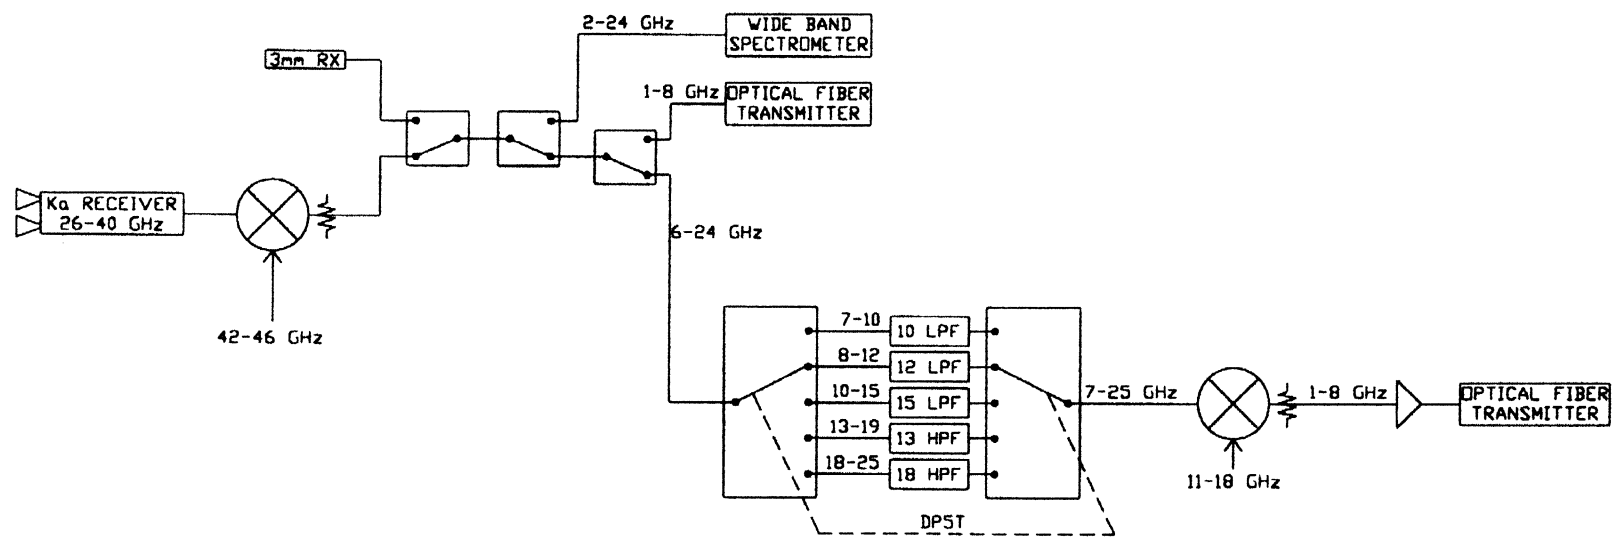 2-24 GHz
WIDE BAND
SPECTROMETER
3mm RX
1-8 GHz
OPTICAL FIBER
TRANSMITTER
Ka RECEIVER
26-40 GHz
42-46 GHz
6-24 GHz
7-10
10 LPF
8-12
12 LPF
10-15
15 LPF
13-19
13 HPF
18-25
18 HPF
DP5T
7-25 GHz
11-18 GHz
1-8 GHz
OPTICAL FIBER
TRANSMITTER